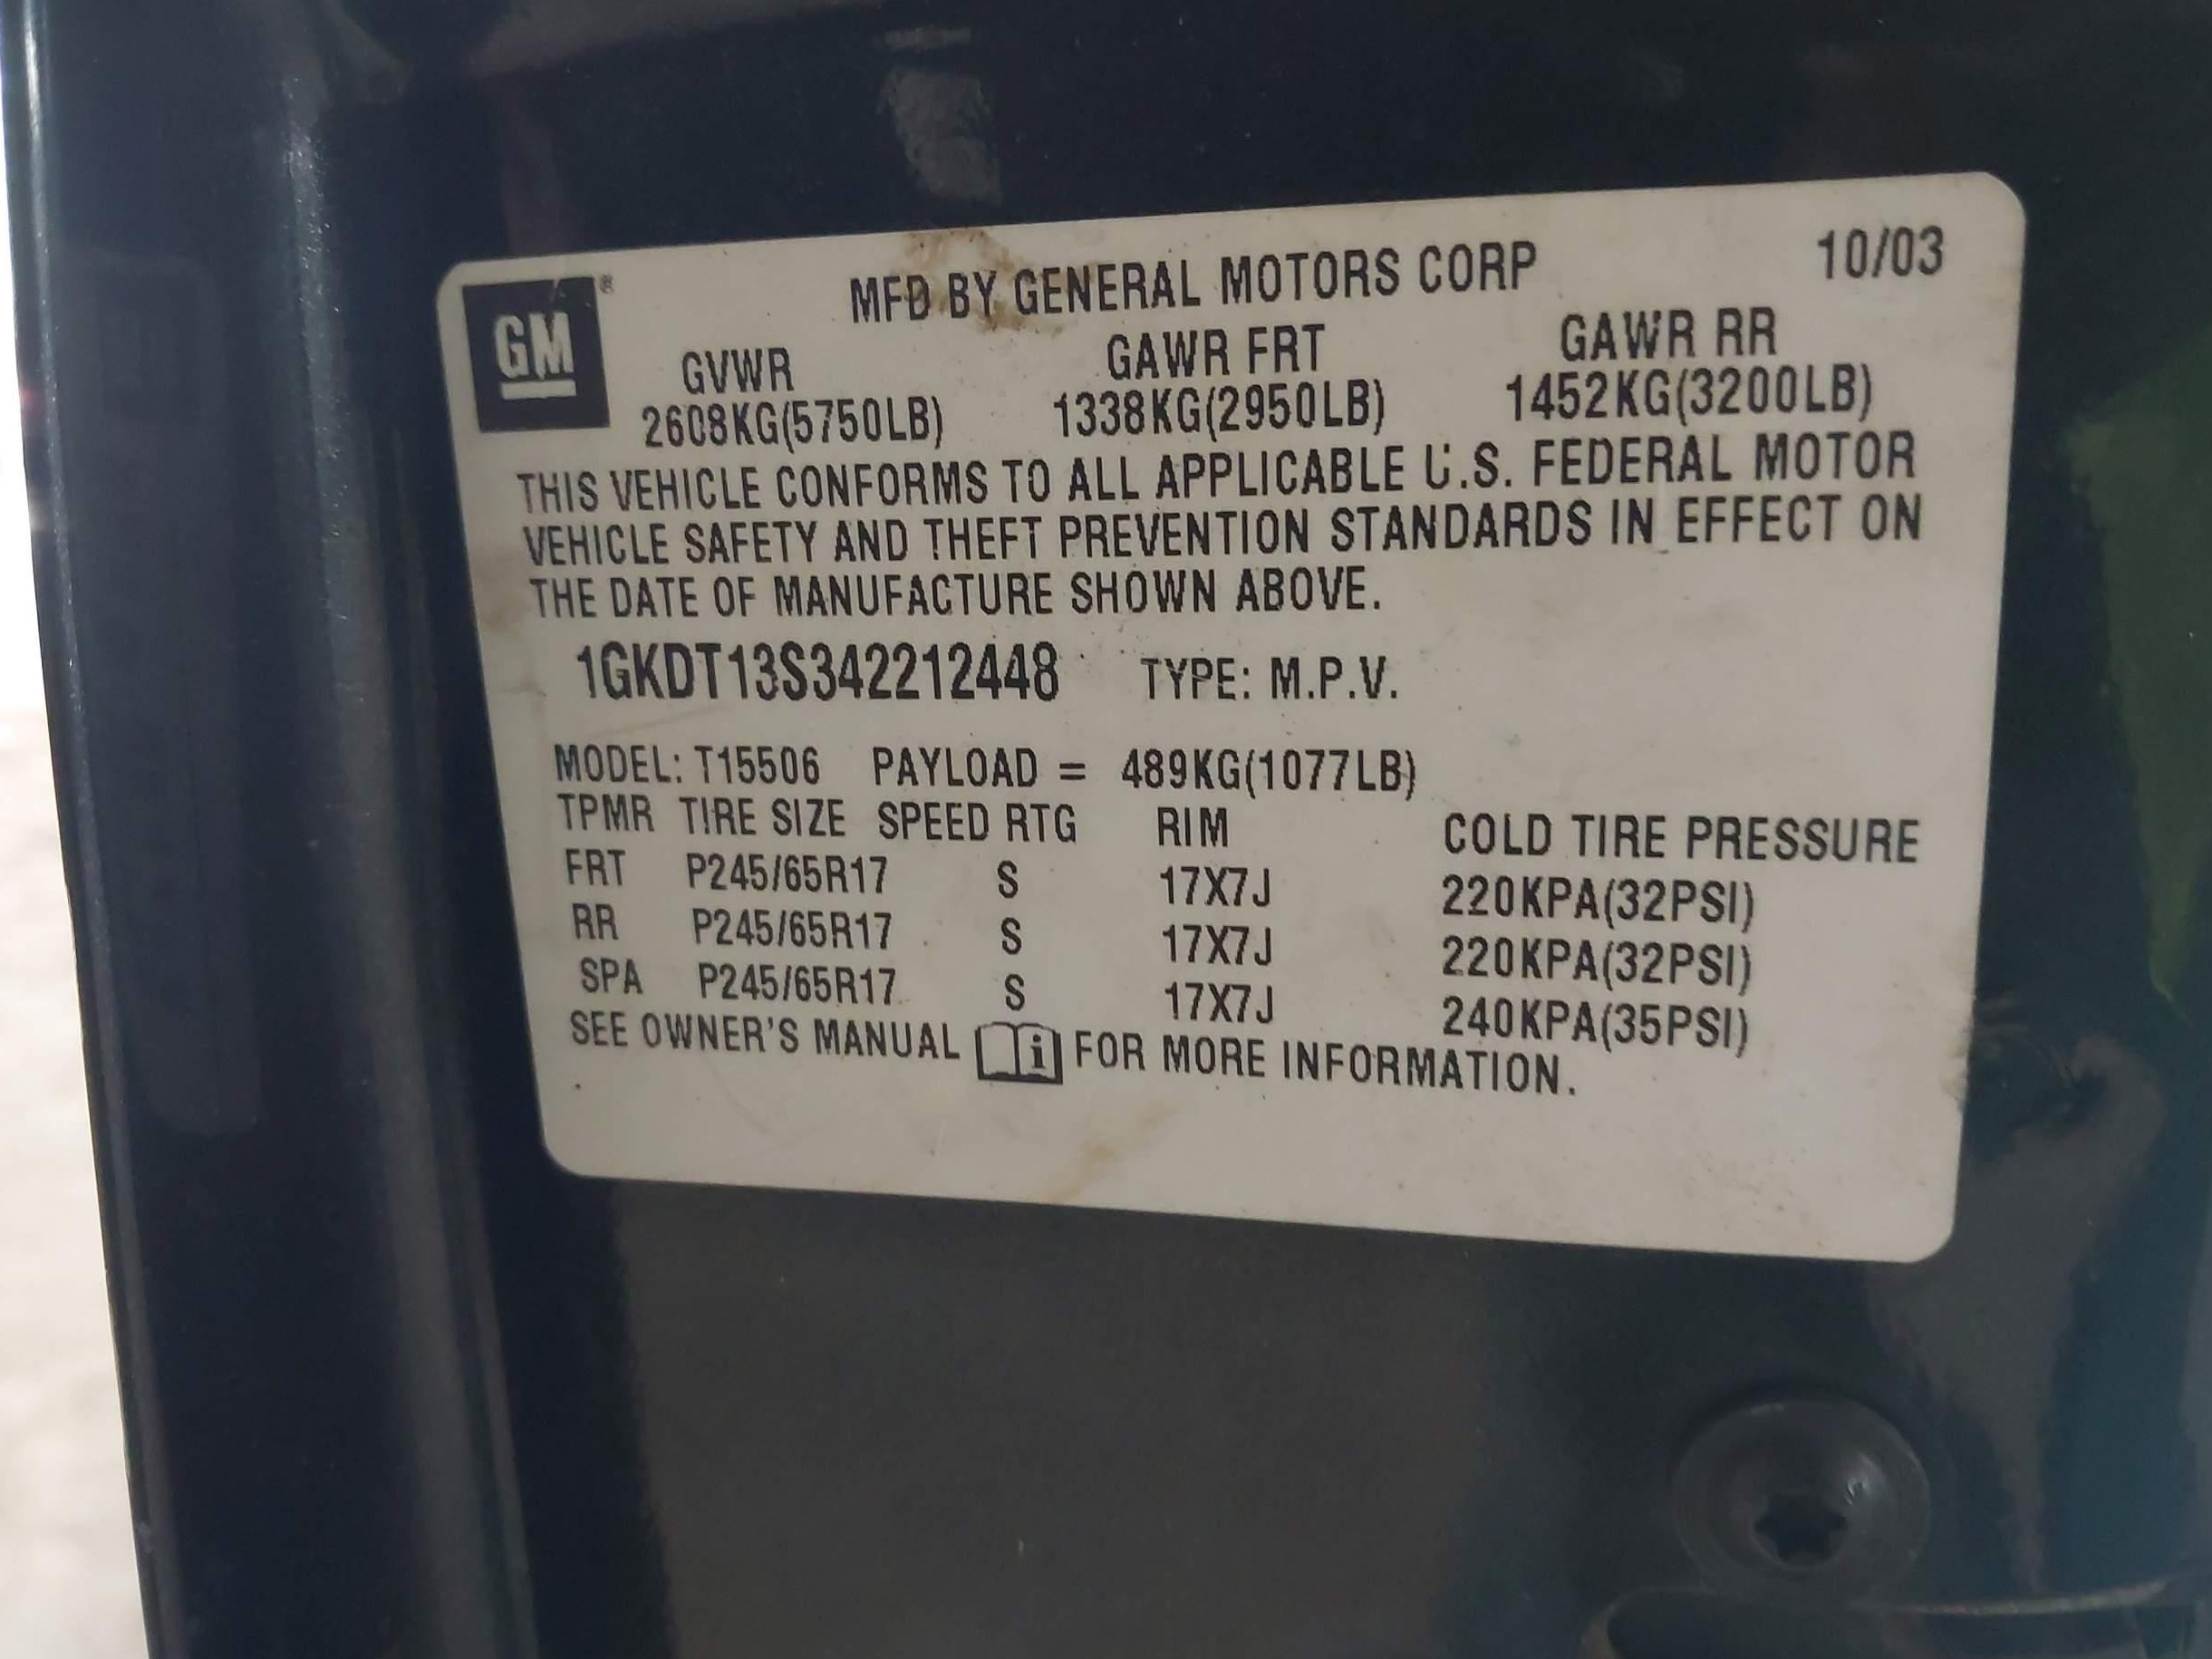 GM ®
MFD BY GENERAL MOTORS CORP 10/03
GVWR GAWR FRT GAWR RR
2608KG(5750LB) 1338KG(2950LB) 1452KG(3200LB)
THIS VEHICLE CONFORMS TO ALL APPLICABLE U.S. FEDERAL MOTOR
VEHICLE SAFETY AND THEFT PREVENTION STANDARDS IN EFFECT ON
THE DATE OF MANUFACTURE SHOWN ABOVE.
1GKDT13S342212448 TYPE: M.P.V.
MODEL: T15506 PAYLOAD = 489KG(1077LB)
TPMR TIRE SIZE SPEED RTG RIM COLD TIRE PRESSURE
FRT P245/65R17 S 17X7J 220KPA(32PSI)
RR P245/65R17 S 17X7J 220KPA(32PSI)
SPA P245/65R17 S 17X7J 240KPA(35PSI)
SEE OWNER'S MANUAL i FOR MORE INFORMATION.